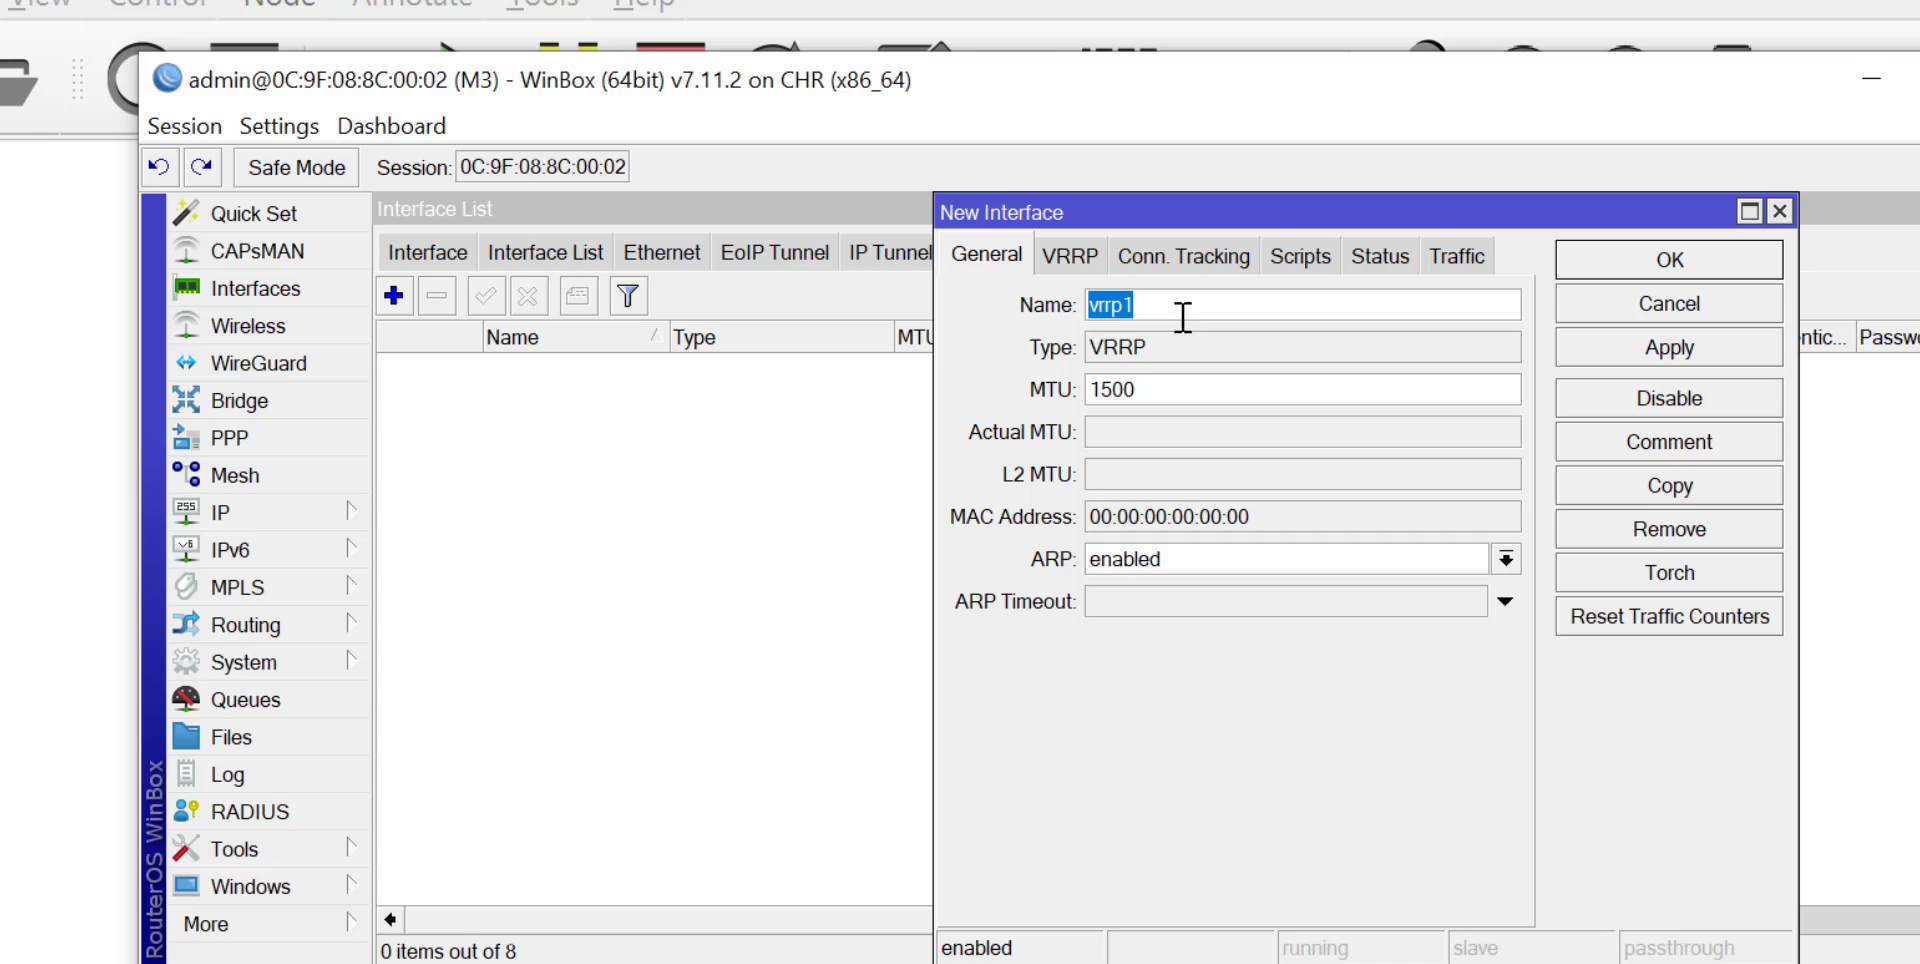 View Control Node Annotate Tools Help
admin@0C:9F:08:8C:00:02 (M3) - WinBox (64bit) v7.11.2 on CHR (x86_64)
Session Settings Dashboard
Safe Mode Session: 0C:9F:08:8C:00:02
Quick Set
CAPsMAN
Interfaces
Wireless
WireGuard
Bridge
PPP
Mesh
IP
IPv6
MPLS
Routing
System
Queues
Files
Log
RADIUS
Tools
Windows
More
RouterOS WinBox
Interface List
Interface Interface List Ethernet EoIP Tunnel IP Tunnel
Name Type MTU
0 items out of 8
New Interface
General VRRP Conn. Tracking Scripts Status Traffic
Name: vrrp1
Type: VRRP
MTU: 1500
Actual MTU:
L2 MTU:
MAC Address: 00:00:00:00:00:00
ARP: enabled
ARP Timeout:
OK
Cancel
Apply
Disable
Comment
Copy
Remove
Torch
Reset Traffic Counters
enabled running slave passthrough
ntic... Passw